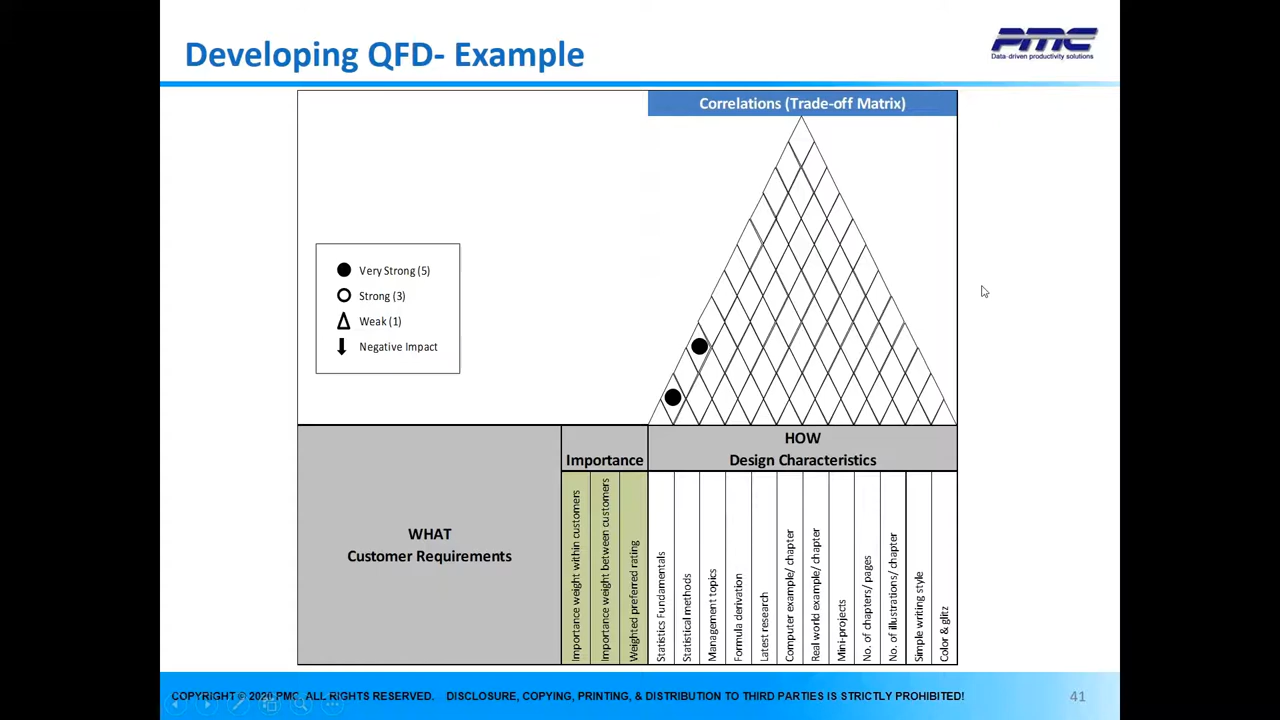 Developing QFD- Example
PMC
Data-driven productivity solutions
Correlations (Trade-off Matrix)
Very Strong (5)
Strong (3)
Weak (1)
Negative Impact
HOW
Design Characteristics
Importance
WHAT
Customer Requirements
Importance weight within customers
Importance weight between customers
Weighted preferred rating
Statistics Fundamentals
Statistical methods
Management topics
Formula derivation
Latest research
Computer example/ chapter
Real world example/ chapter
Mini-projects
No. of chapters/ pages
No. of illustrations/ chapter
Simple writing style
Color & glitz
COPYRIGHT © 2020 PMC. ALL RIGHTS RESERVED. DISCLOSURE, COPYING, PRINTING, & DISTRIBUTION TO THIRD PARTIES IS STRICTLY PROHIBITED!
41